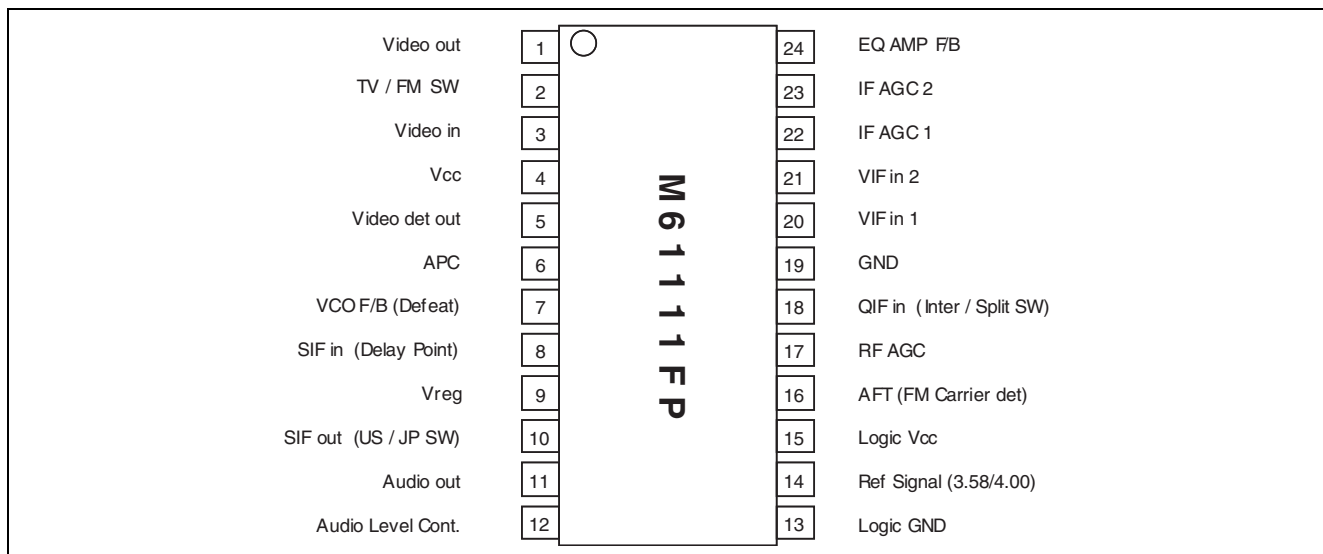 Video out 1 24 EQ AMP F/B
TV / FM SW 2 23 IF AGC 2
Video in 3 22 IF AGC 1
Vcc 4 21 VIF in 2
Video det out 5 20 VIF in 1
APC 6 19 GND
VCO F/B (Defeat) 7 18 QIF in (Inter / Split SW)
SIF in (Delay Point) 8 17 RF AGC
Vreg 9 16 AFT (FM Carrier det)
SIF out (US / JP SW) 10 15 Logic Vcc
Audio out 11 14 Ref Signal (3.58/4.00)
Audio Level Cont. 12 13 Logic GND
M61111FP